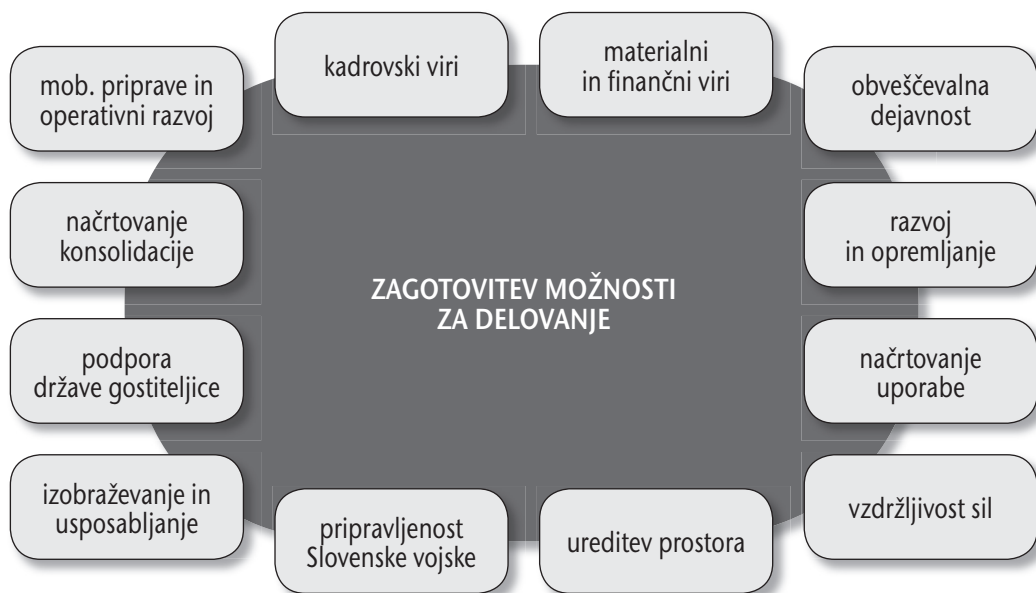 mob. priprave in
operativni razvoj
kadrovski viri
materialni
in finančni viri
obveščevalna
dejavnost
načrtovanje
konsolidacije
razvoj
in opremljanje
ZAGOTOVITEV MOŽNOSTI
ZA DELOVANJE
podpora
države gostiteljice
načrtovanje
uporabe
izobraževanje in
usposabljanje
pripravljenost
Slovenske vojske
ureditev prostora
vzdržljivost sil